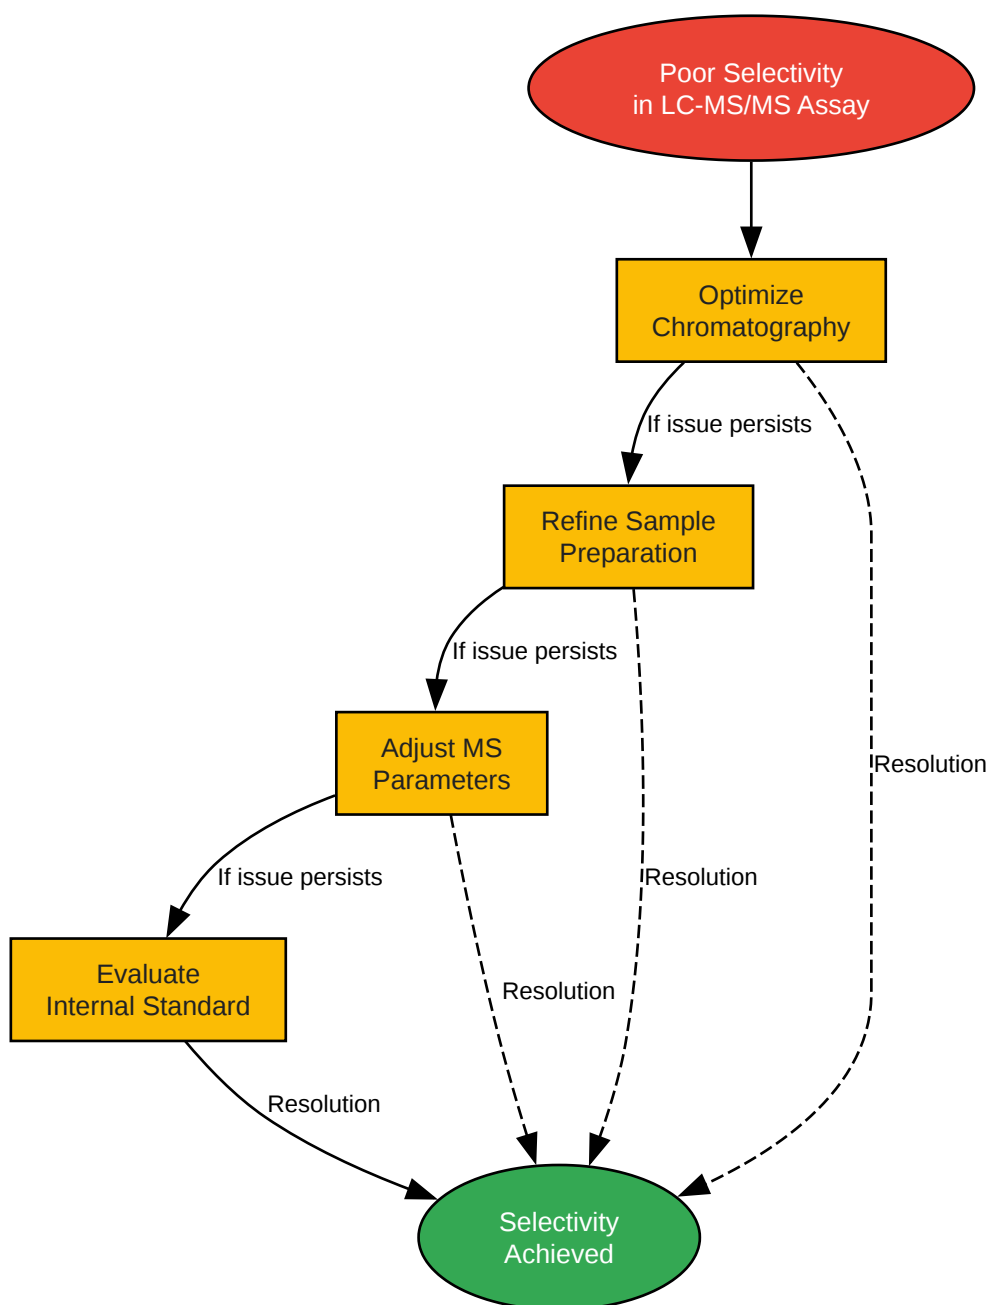 Poor Selectivity
in LC-MS/MS Assay
Optimize
Chromatography
If issue persists
Refine Sample
Preparation
If issue persists
Adjust MS
Parameters
Resolution
If issue persists
Resolution
Evaluate
Internal Standard
Resolution
Resolution
Selectivity
Achieved